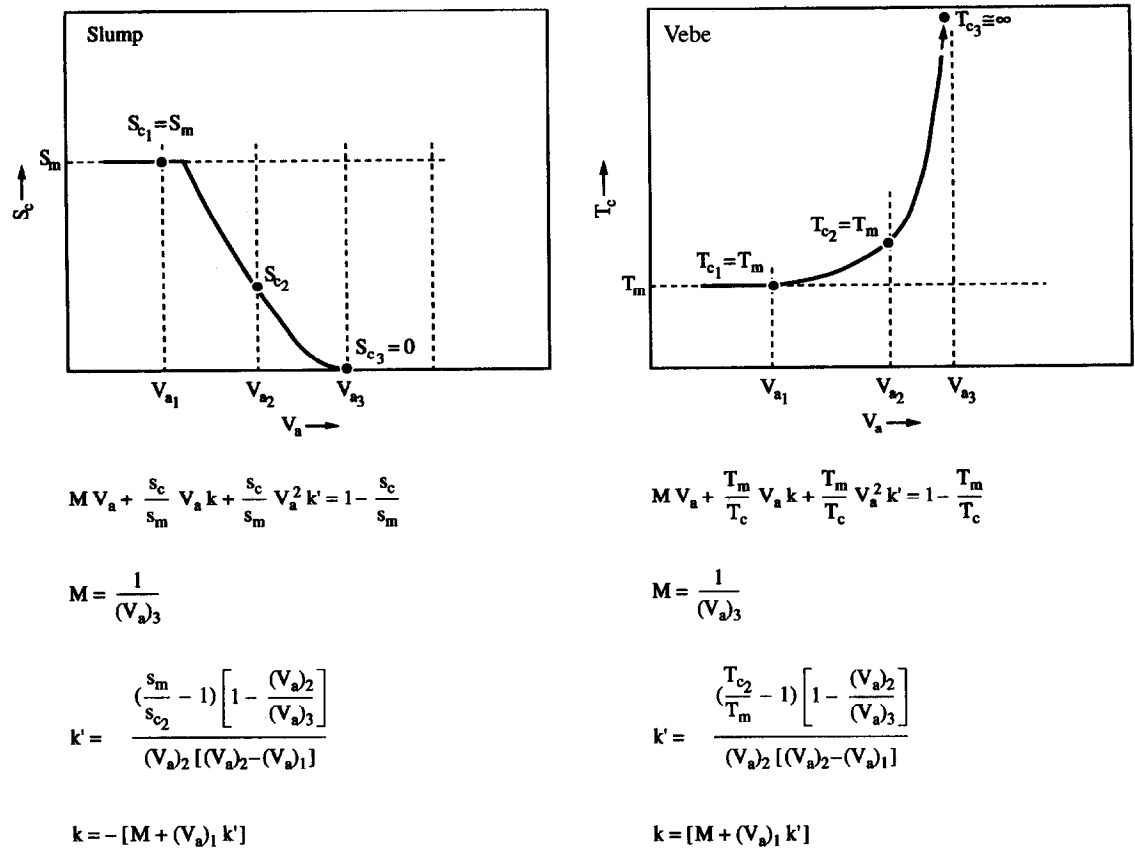 Slump
S_c1 = S_m
S_m
S_c →
S_c2
S_c3 = 0
V_a1 V_a2 V_a3
V_a →
M V_a + s_c/s_m V_a k + s_c/s_m V_a² k' = 1 - s_c/s_m
M = 1/(V_a)_3
k' = (s_m/s_c2 - 1) [1 - (V_a)_2/(V_a)_3] / (V_a)_2 [(V_a)_2 - (V_a)_1]
k = - [M + (V_a)_1 k']
Vebe
T_c3 ≅ ∞
T_c →
T_c2 = T_m
T_c1 = T_m
T_m
V_a1 V_a2 V_a3
V_a →
M V_a + T_m/T_c V_a k + T_m/T_c V_a² k' = 1 - T_m/T_c
M = 1/(V_a)_3
k' = (T_c2/T_m - 1) [1 - (V_a)_2/(V_a)_3] / (V_a)_2 [(V_a)_2 - (V_a)_1]
k = [M + (V_a)_1 k']